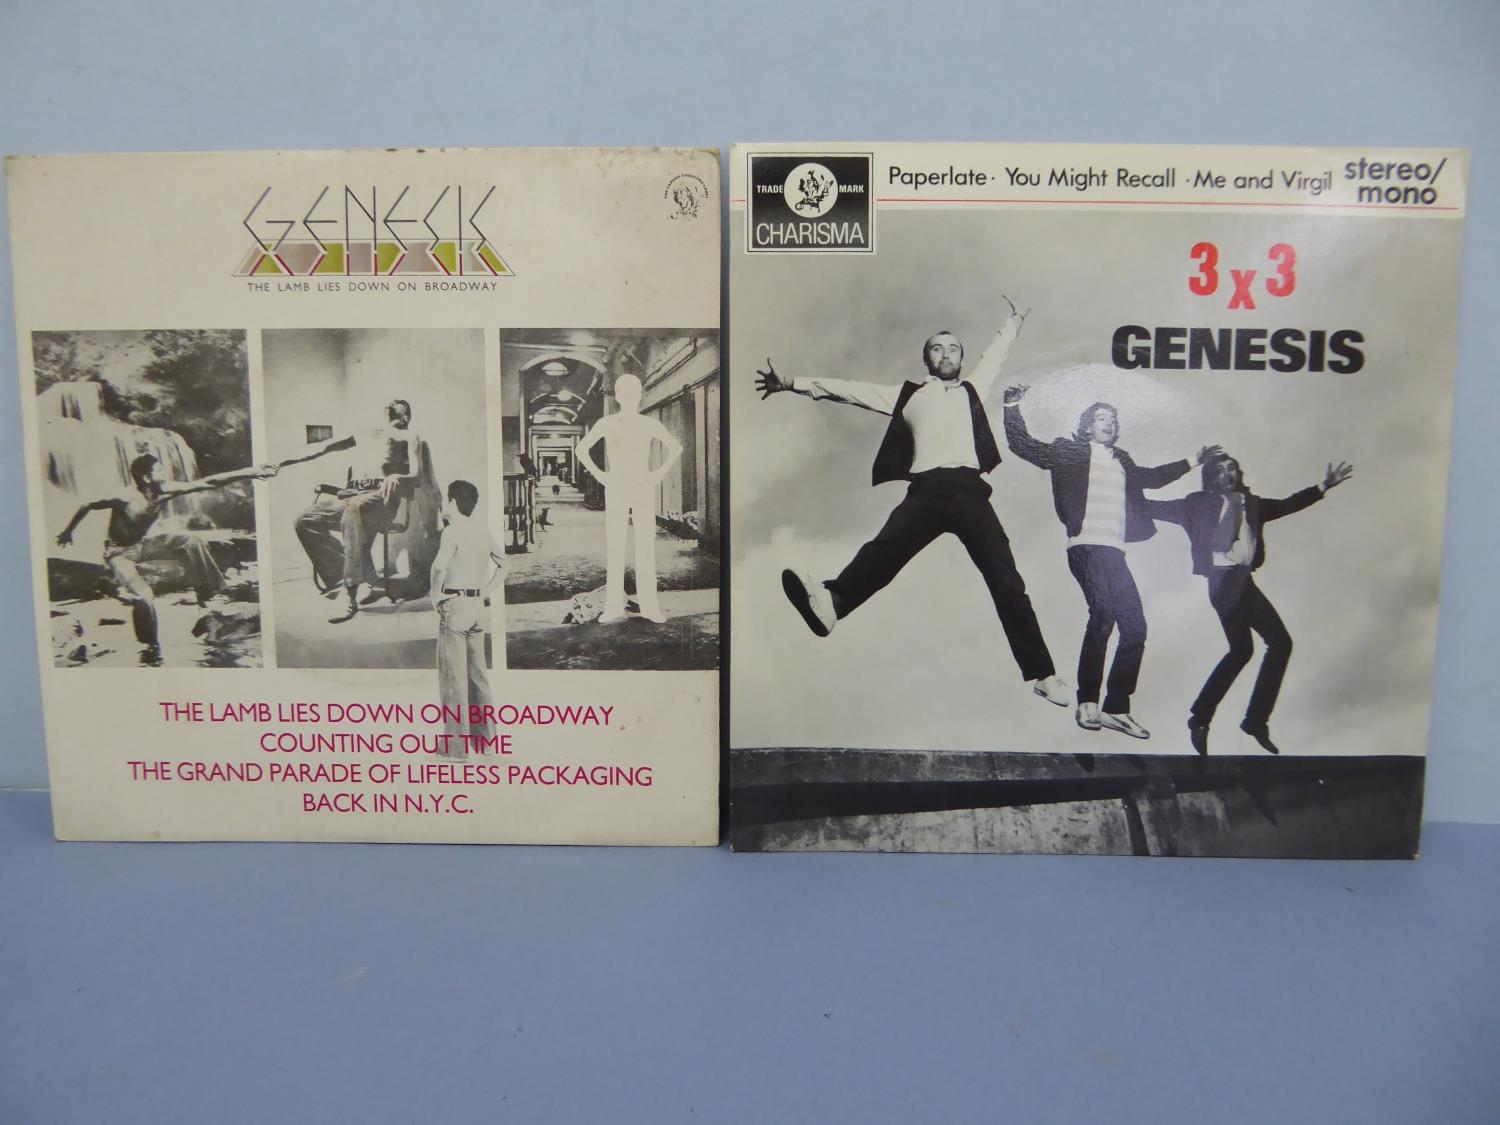 GENESIS
THE LAMB LIES DOWN ON BROADWAY
THE LAMB LIES DOWN ON BROADWAY
COUNTING OUT TIME
THE GRAND PARADE OF LIFELESS PACKAGING
BACK IN N.Y.C.
TRADE MARK
CHARISMA
Paperlate · You Might Recall · Me and Virgil
stereo/
mono
3 x 3
GENESIS